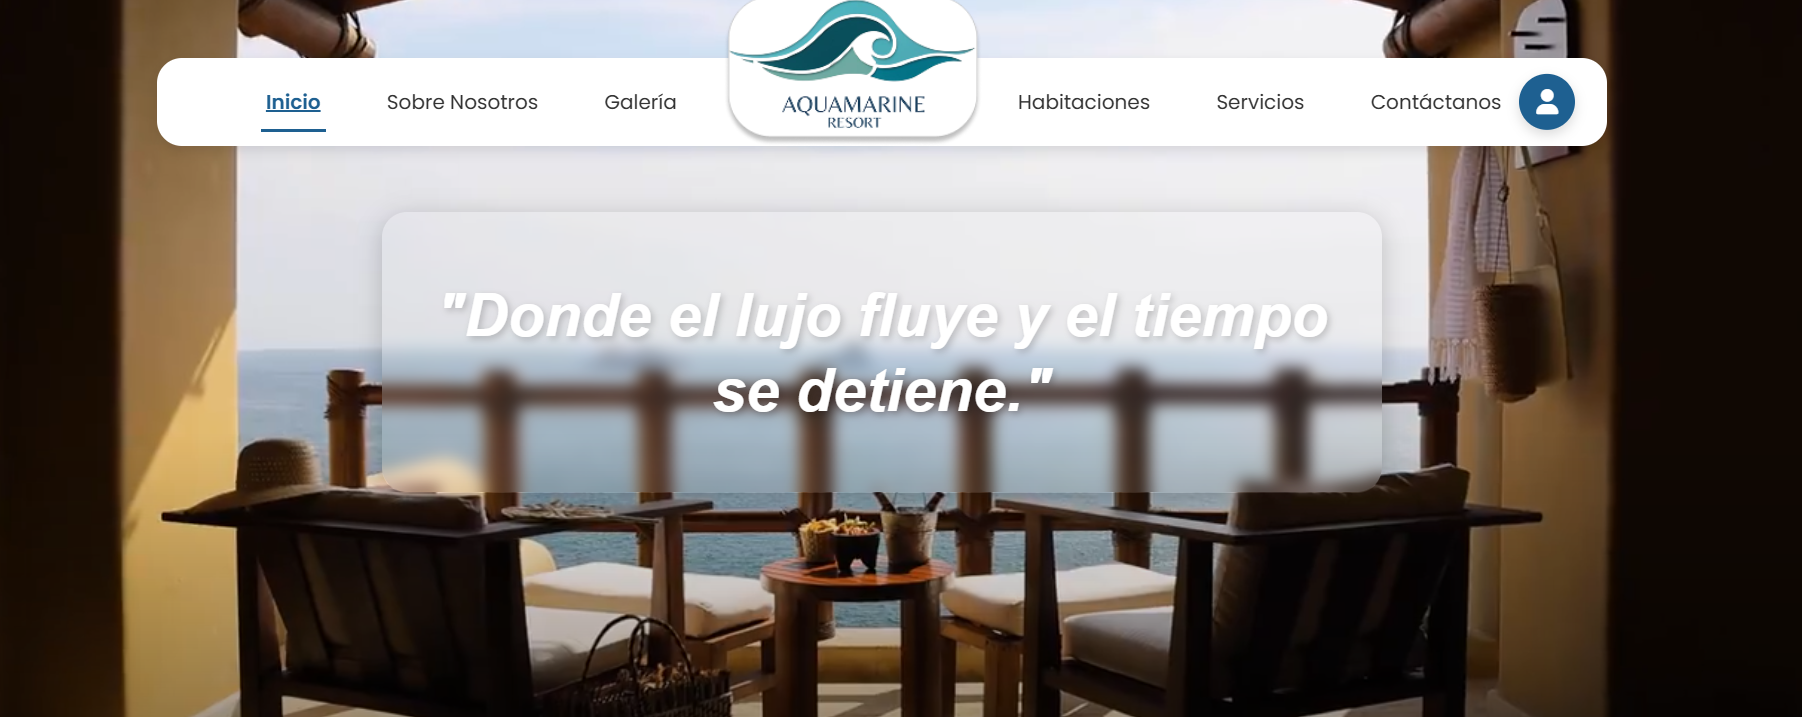 Inicio
Sobre Nosotros
Galería
AQUAMARINE
RESORT
Habitaciones
Servicios
Contáctanos
"Donde el lujo fluye y el tiempo
se detiene."